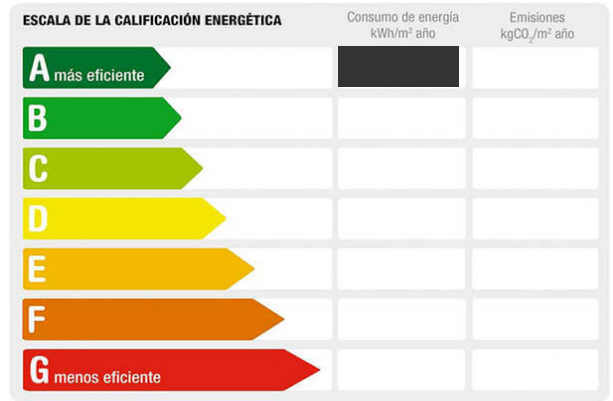 ESCALA DE LA CALIFICACIÓN ENERGÉTICA
Consumo de energía
kWh/m² año
Emisiones
kgCO₂/m² año
A más eficiente
B
C
D
E
F
G menos eficiente